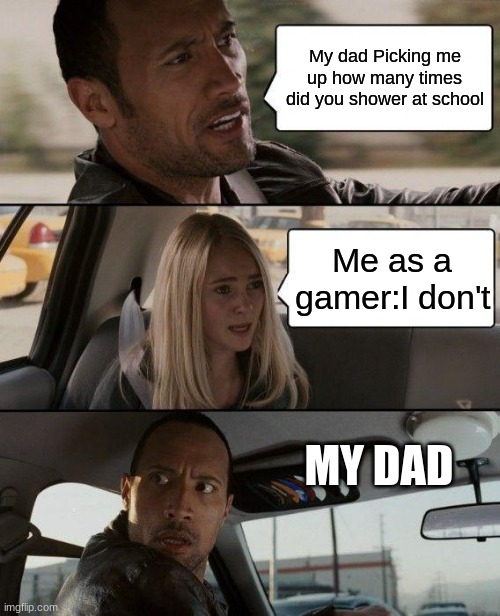 My dad Picking me
up how many times
did you shower at school
Me as a
gamer:I don't
MY DAD
imgflip.com